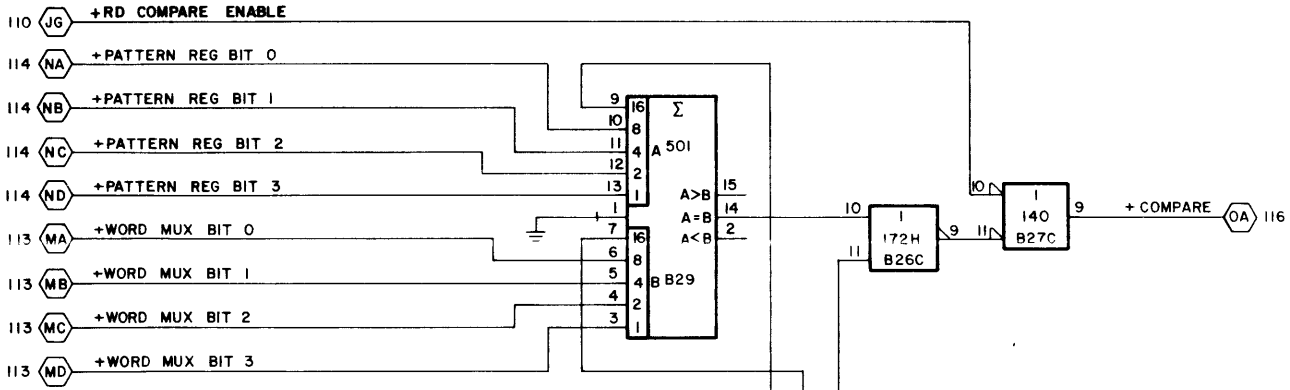 110 JG +RD COMPARE ENABLE
114 NA +PATTERN REG BIT 0
114 NB +PATTERN REG BIT 1
114 NC +PATTERN REG BIT 2
114 ND +PATTERN REG BIT 3
113 MA +WORD MUX BIT 0
113 MB +WORD MUX BIT 1
113 MC +WORD MUX BIT 2
113 MD +WORD MUX BIT 3
9 16 Σ
10 8
11 4 A 501
12 2
13 1
1
7 16
6 8
5 4 B B29
4 2
3 1
A>B 15
A=B 14
A<B 2
10 1
172H 9
11 B26C
10 1
140 9
11 B27C
+ COMPARE OA 116